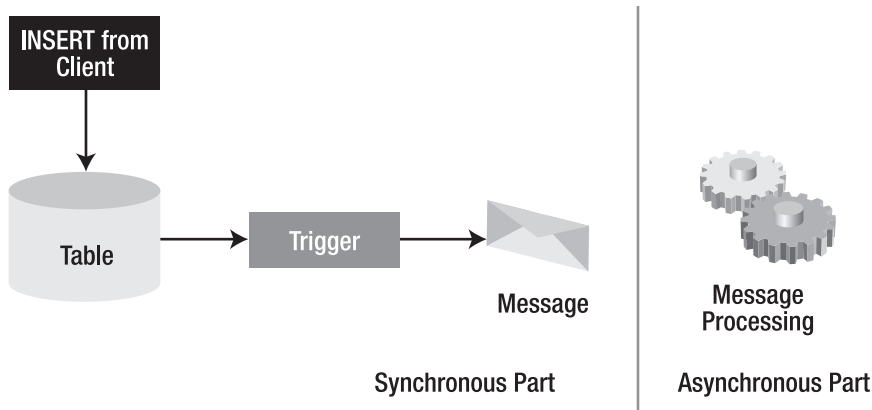 INSERT from
Client
Table
Trigger
Message
Message
Processing
Synchronous Part
Asynchronous Part